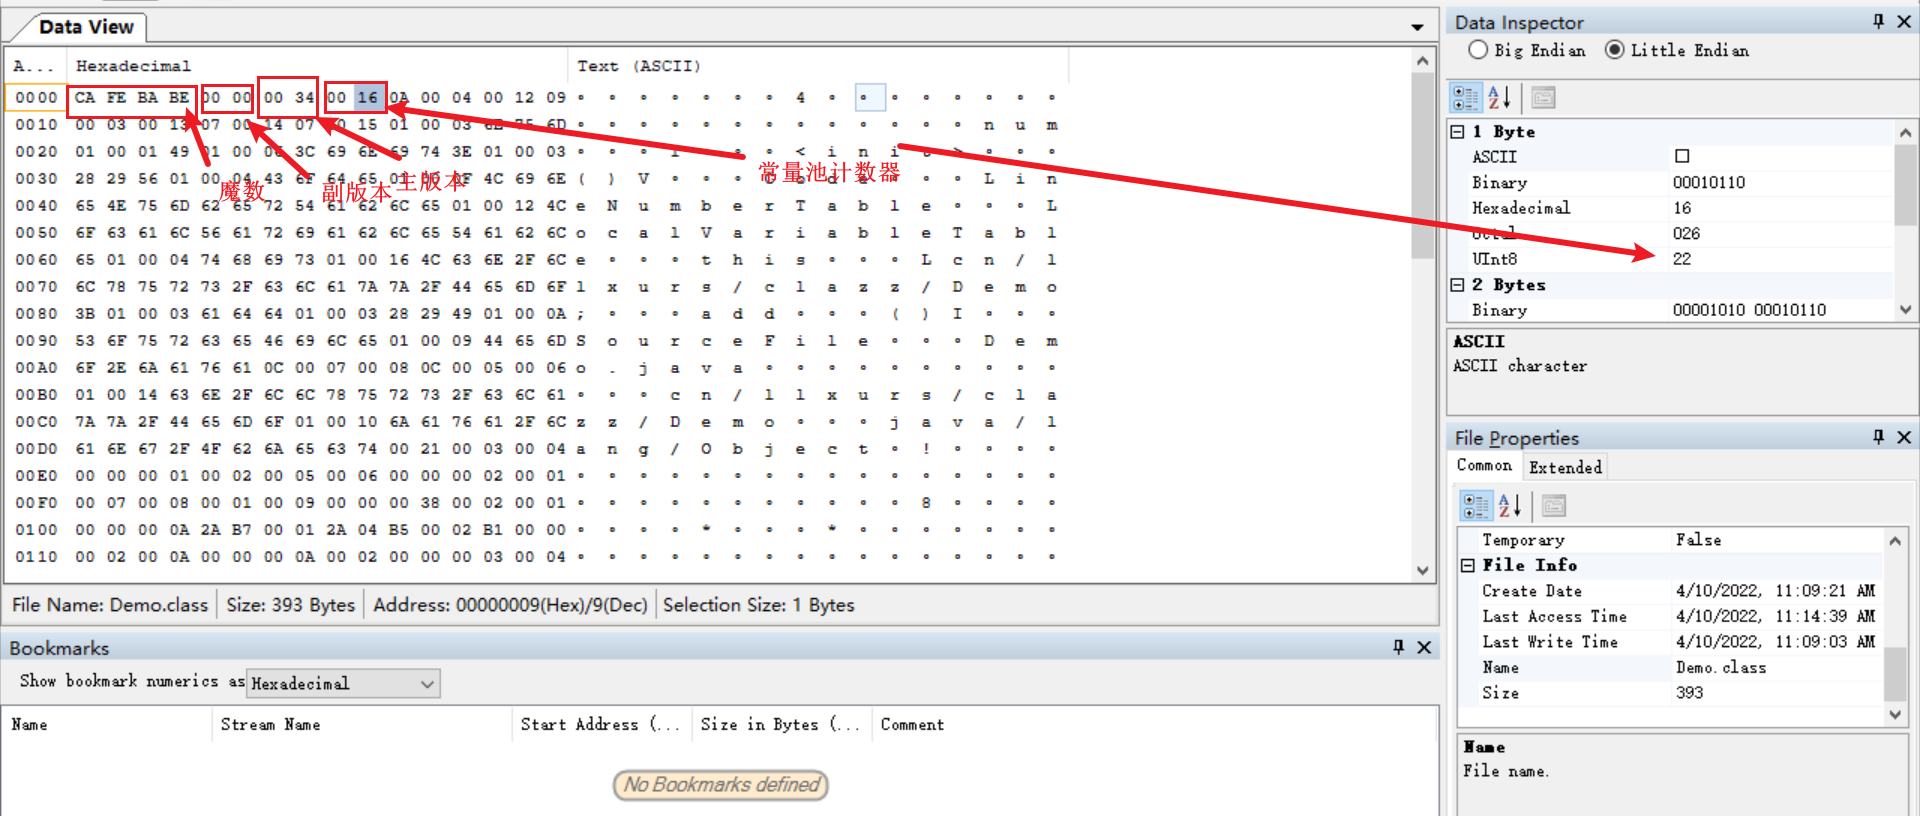 Data View
A... Hexadecimal Text (ASCII)
0000 CA FE BA BE 00 00 00 34 00 16 0A 00 04 00 12 09 4
0010 00 03 00 13 07 00 14 07 00 15 01 00 03 6E 75 6D n u m
0020 01 00 01 49 01 00 06 3C 69 6E 69 74 3E 01 00 03 I < i n i t >
0030 28 29 56 01 00 04 43 6F 64 65 01 00 0F 4C 69 6E ( ) V C o d e L i n
魔数 副版本 主版本 常量池计数器
0040 65 4E 75 6D 62 65 72 54 61 62 6C 65 01 00 12 4C e N u m b e r T a b l e L
0050 6F 63 61 6C 56 61 72 69 61 62 6C 65 54 61 62 6C o c a l V a r i a b l e T a b l
0060 65 01 00 04 74 68 69 73 01 00 16 4C 63 6E 2F 6C e t h i s L c n / l
0070 6C 78 75 72 73 2F 63 6C 61 7A 7A 2F 44 65 6D 6F l x u r s / c l a z z / D e m o
0080 3B 01 00 03 61 64 64 01 00 03 28 29 49 01 00 0A ; a d d ( ) I
0090 53 6F 75 72 63 65 46 69 6C 65 01 00 09 44 65 6D S o u r c e F i l e D e m
00A0 6F 2E 6A 61 76 61 0C 00 07 00 08 0C 00 05 00 06 o . j a v a
00B0 01 00 14 63 6E 2F 6C 6C 78 75 72 73 2F 63 6C 61 c n / l l x u r s / c l a
00C0 7A 7A 2F 44 65 6D 6F 01 00 10 6A 61 76 61 2F 6C z z / D e m o j a v a / l
00D0 61 6E 67 2F 4F 62 6A 65 63 74 00 21 00 03 00 04 a n g / O b j e c t !
00E0 00 00 00 01 00 02 00 05 00 06 00 00 00 02 00 01
00F0 00 07 00 08 00 01 00 09 00 00 00 38 00 02 00 01 8
0100 00 00 00 0A 2A B7 00 01 2A 04 B5 00 02 B1 00 00 * *
0110 00 02 00 0A 00 00 00 0A 00 02 00 00 00 03 00 04
File Name: Demo.class Size: 393 Bytes Address: 00000009(Hex)/9(Dec) Selection Size: 1 Bytes
Bookmarks
Show bookmark numerics as Hexadecimal
Name Stream Name Start Address (... Size in Bytes (... Comment
No Bookmarks defined
Data Inspector
Big Endian Little Endian
1 Byte
ASCII
Binary 00010110
Hexadecimal 16
Octal 026
UInt8 22
2 Bytes
Binary 00001010 00010110
ASCII
ASCII character
File Properties
Common Extended
Temporary False
File Info
Create Date 4/10/2022, 11:09:21 AM
Last Access Time 4/10/2022, 11:14:39 AM
Last Write Time 4/10/2022, 11:09:03 AM
Name Demo.class
Size 393
Name
File name.